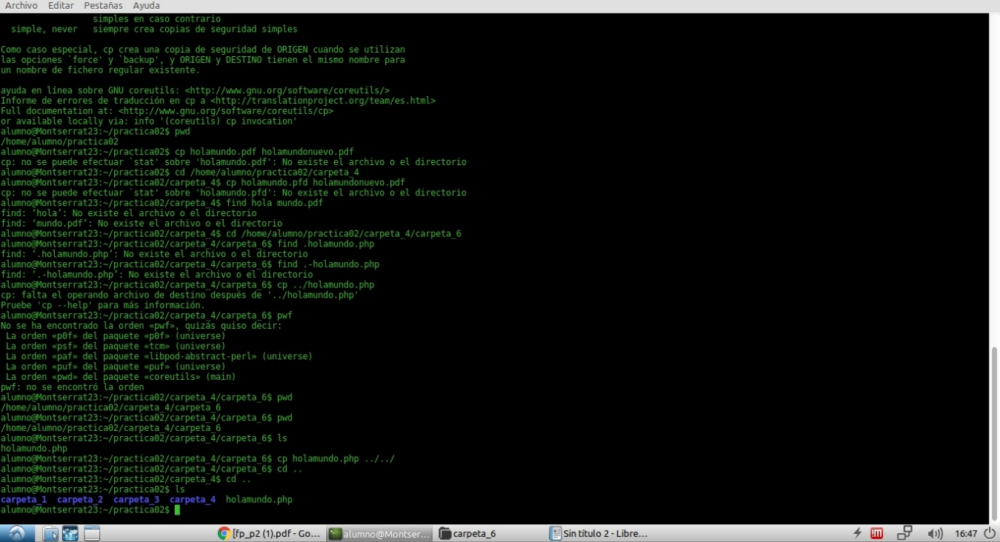 Archivo Editar Pestañas Ayuda
simples en caso contrario
simple, never siempre crea copias de seguridad simples
Como caso especial, cp crea una copia de seguridad de ORIGEN cuando se utilizan
las opciones `force' y `backup', y ORIGEN y DESTINO tienen el mismo nombre para
un nombre de fichero regular existente.
ayuda en línea sobre GNU coreutils: <http://www.gnu.org/software/coreutils/>
Informe de errores de traducción en cp a <http://translationproject.org/team/es.html>
Full documentation at: <http://www.gnu.org/software/coreutils/cp>
or available locally via: info '(coreutils) cp invocation'
alumno@Montserrat23:~/practica02$ pwd
/home/alumno/practica02
alumno@Montserrat23:~/practica02$ cp holamundo.pdf holamundonuevo.pdf
cp: no se puede efectuar `stat' sobre 'holamundo.pdf': No existe el archivo o el directorio
alumno@Montserrat23:~/practica02$ cd /home/alumno/practica02/carpeta_4
alumno@Montserrat23:~/practica02/carpeta_4$ cp holamundo.pfd holamundonuevo.pdf
cp: no se puede efectuar `stat' sobre 'holamundo.pfd': No existe el archivo o el directorio
alumno@Montserrat23:~/practica02/carpeta_4$ find hola mundo.pdf
find: ‘hola’: No existe el archivo o el directorio
find: ‘mundo.pdf’: No existe el archivo o el directorio
alumno@Montserrat23:~/practica02/carpeta_4$ cd /home/alumno/practica02/carpeta_4/carpeta_6
alumno@Montserrat23:~/practica02/carpeta_4/carpeta_6$ find .holamundo.php
find: ‘.holamundo.php’: No existe el archivo o el directorio
alumno@Montserrat23:~/practica02/carpeta_4/carpeta_6$ find .-holamundo.php
find: ‘.-holamundo.php’: No existe el archivo o el directorio
alumno@Montserrat23:~/practica02/carpeta_4/carpeta_6$ cp ../holamundo.php
cp: falta el operando archivo de destino después de '../holamundo.php'
Pruebe 'cp --help' para más información.
alumno@Montserrat23:~/practica02/carpeta_4/carpeta_6$ pwf
No se ha encontrado la orden «pwf», quizás quiso decir:
La orden «p0f» del paquete «p0f» (universe)
La orden «psf» del paquete «tcm» (universe)
La orden «paf» del paquete «libpod-abstract-perl» (universe)
La orden «puf» del paquete «puf» (universe)
La orden «pwd» del paquete «coreutils» (main)
pwf: no se encontró la orden
alumno@Montserrat23:~/practica02/carpeta_4/carpeta_6$ pwd
/home/alumno/practica02/carpeta_4/carpeta_6
alumno@Montserrat23:~/practica02/carpeta_4/carpeta_6$ pwd
/home/alumno/practica02/carpeta_4/carpeta_6
alumno@Montserrat23:~/practica02/carpeta_4/carpeta_6$ ls
holamundo.php
alumno@Montserrat23:~/practica02/carpeta_4/carpeta_6$ cp holamundo.php ../../
alumno@Montserrat23:~/practica02/carpeta_4/carpeta_6$ cd ..
alumno@Montserrat23:~/practica02/carpeta_4$ cd ..
alumno@Montserrat23:~/practica02$ ls
carpeta_1 carpeta_2 carpeta_3 carpeta_4 holamundo.php
alumno@Montserrat23:~/practica02$
[fp_p2 (1).pdf - Go... alumno@Montser... carpeta_6 Sin título 2 - Libre... 16:47